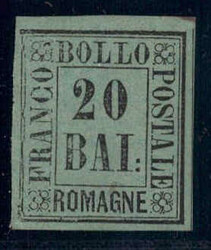 BOLLO
FRANCO
POSTALE
20
BAI:
ROMAGNE